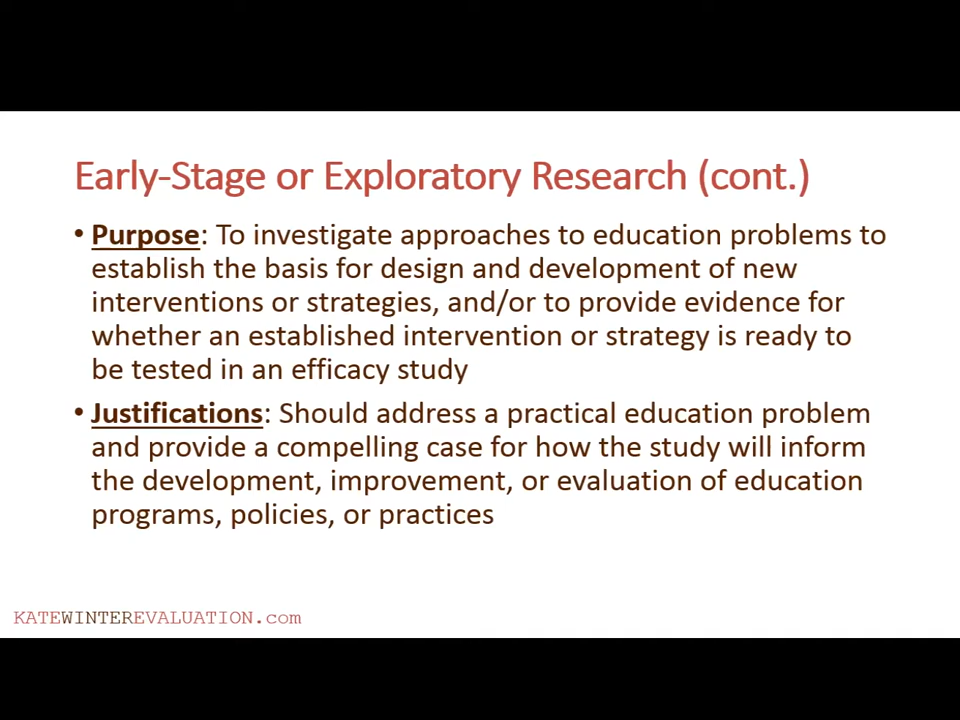 Early-Stage or Exploratory Research (cont.)
• Purpose: To investigate approaches to education problems to
establish the basis for design and development of new
interventions or strategies, and/or to provide evidence for
whether an established intervention or strategy is ready to
be tested in an efficacy study
• Justifications: Should address a practical education problem
and provide a compelling case for how the study will inform
the development, improvement, or evaluation of education
programs, policies, or practices
KATEWINTEREVALUATION.com